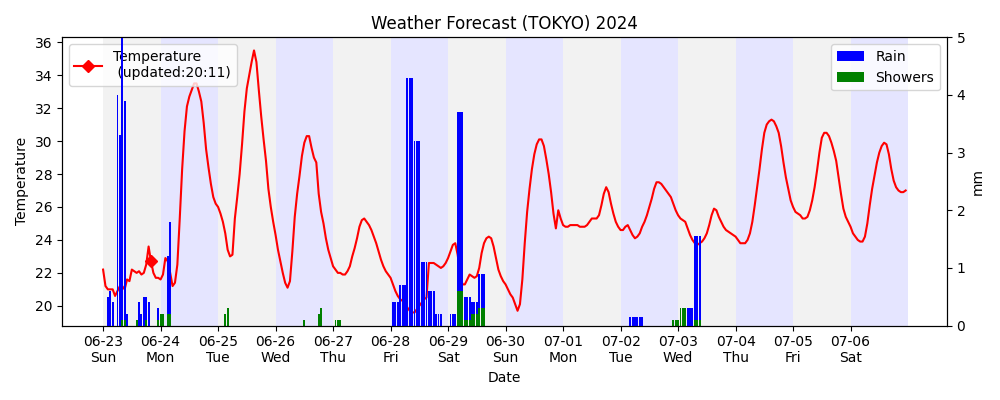 Weather Forecast (TOKYO) 2024
Temperature
(updated:20:11)
Rain
Showers
Temperature
36
34
32
30
28
26
24
22
20
5
4
3
2
1
0
mm
06-23 06-24 06-25 06-26 06-27 06-28 06-29 06-30 07-01 07-02 07-03 07-04 07-05 07-06
Sun Mon Tue Wed Thu Fri Sat Sun Mon Tue Wed Thu Fri Sat
Date